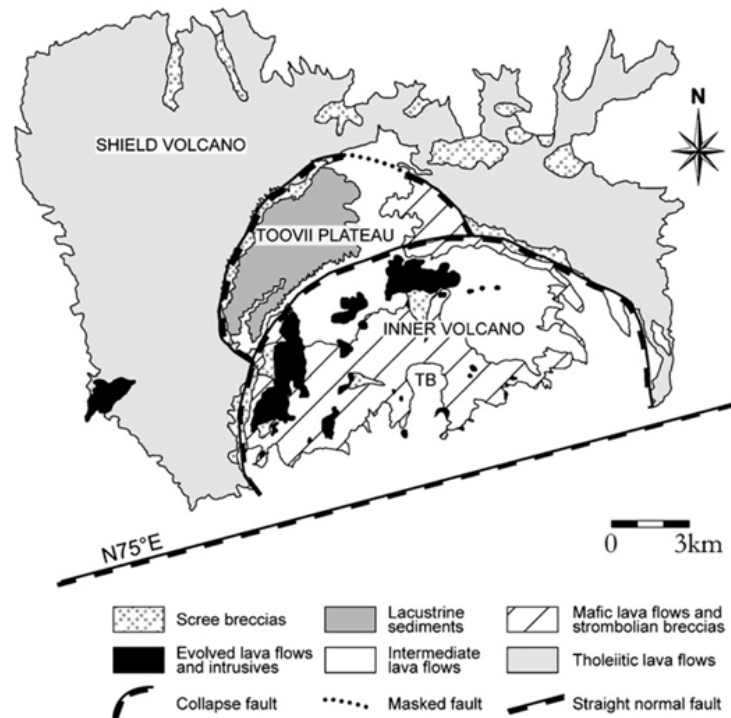 N
SHIELD VOLCANO
TOOVII PLATEAU
INNER VOLCANO
TB
N75°E
0 3km
Scree breccias
Lacustrine
sediments
Mafic lava flows and
strombolian breccias
Evolved lava flows
and intrusives
Intermediate
lava flows
Tholeiitic lava flows
Collapse fault
Masked fault
Straight normal fault